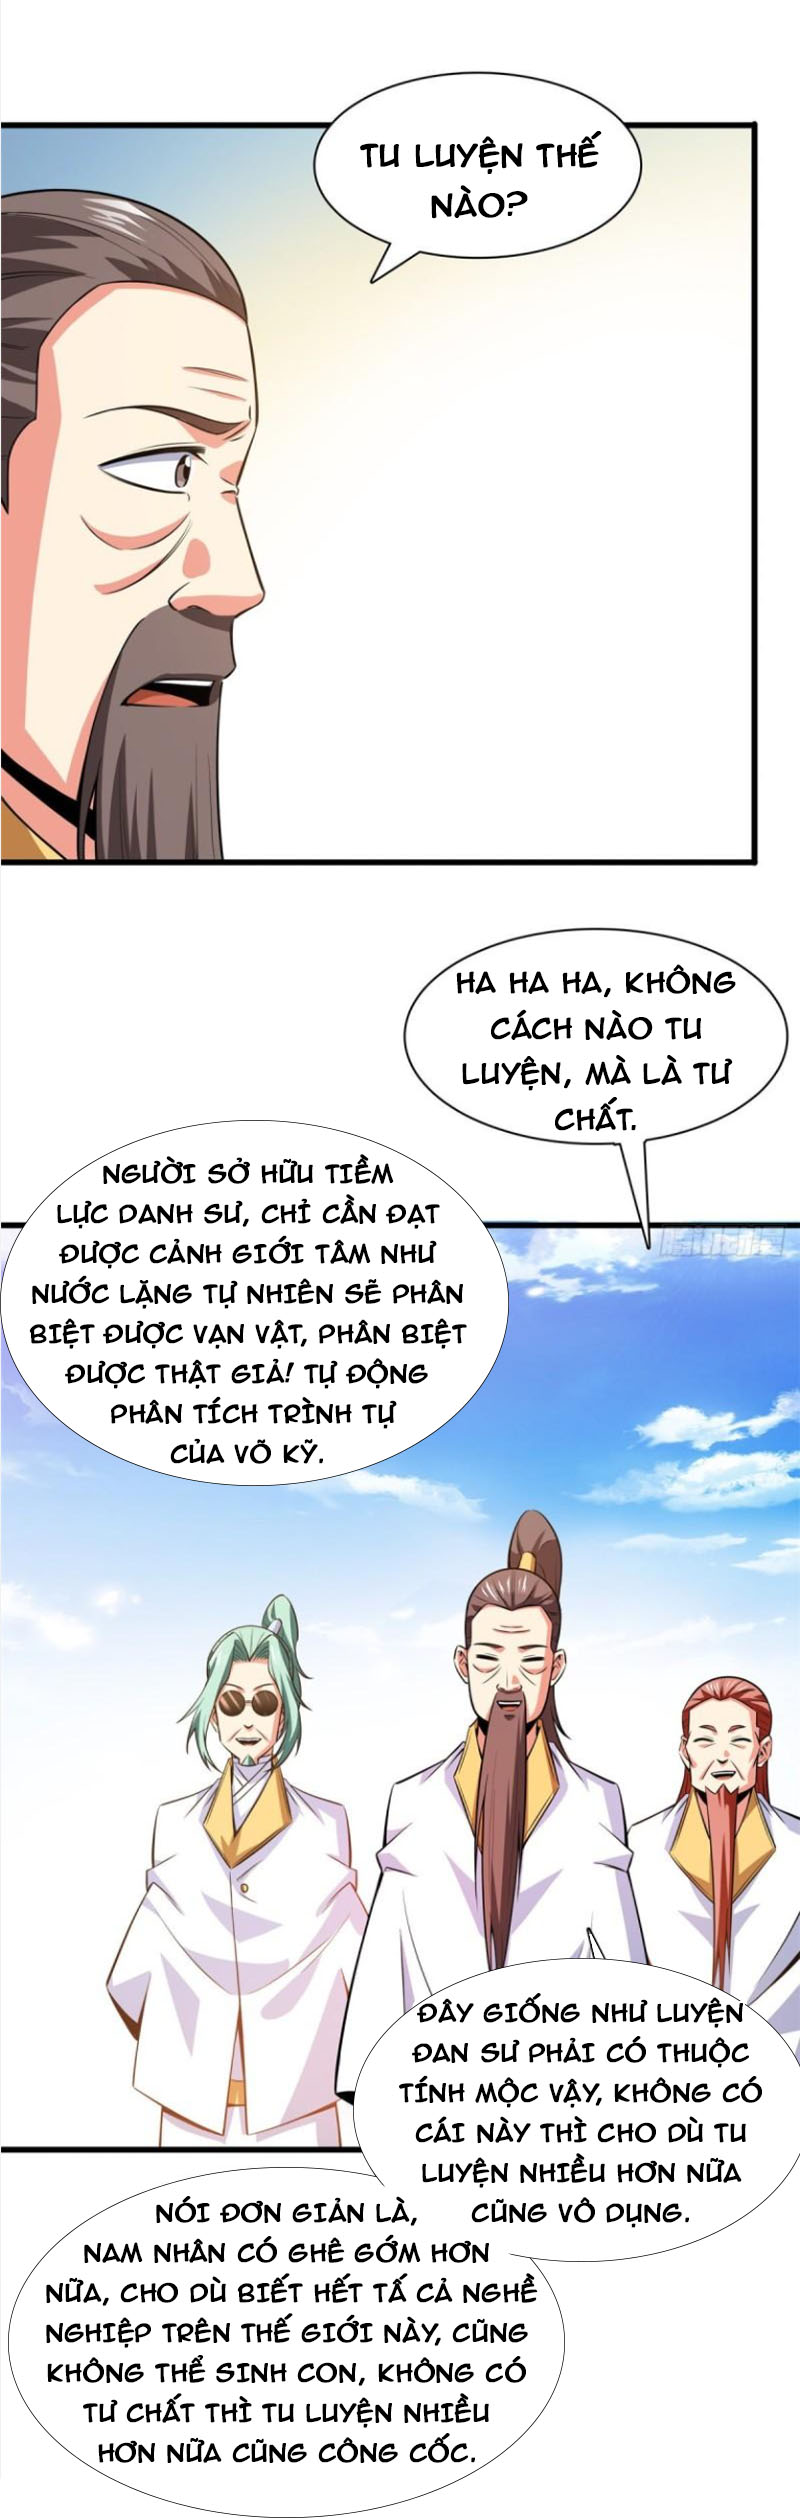 TU LUYỆN THẾ
NÀO?
HA HA HA, KHÔNG
CÁCH NÀO TU
LUYỆN, MÀ LÀ TƯ
CHẤT.
NGƯỜI SỞ HỮU TIỀM
LỰC DANH SƯ, CHỈ CẦN ĐẠT
ĐƯỢC CẢNH GIỚI TÂM NHƯ
NƯỚC LẶNG TỰ NHIÊN SẼ PHÂN
BIỆT ĐƯỢC VẠN VẬT, PHÂN BIỆT
ĐƯỢC THẬT GIẢ! TỰ ĐỘNG
PHÂN TÍCH TRÌNH TỰ
CỦA VÕ KỸ.
ĐÂY GIỐNG NHƯ LUYỆN
ĐAN SƯ PHẢI CÓ THUỘC
TÍNH MỘC VẬY, KHÔNG CÓ
CÁI NÀY THÌ CHO DÙ TU
LUYỆN NHIỀU HƠN NỮA
CŨNG VÔ DỤNG.
NÓI ĐƠN GIẢN LÀ,
NAM NHÂN CÓ GHÊ GỚM HƠN
NỮA, CHO DÙ BIẾT HẾT TẤ CẢ NGHỀ
NGHIỆP TRÊN THẾ GIỚI NÀY, CŨNG
KHÔNG THỂ SINH CON, KHÔNG CÓ
TƯ CHẤT THÌ TU LUYỆN NHIỀU
HƠN NỮA CŨNG CÔNG CỐC.